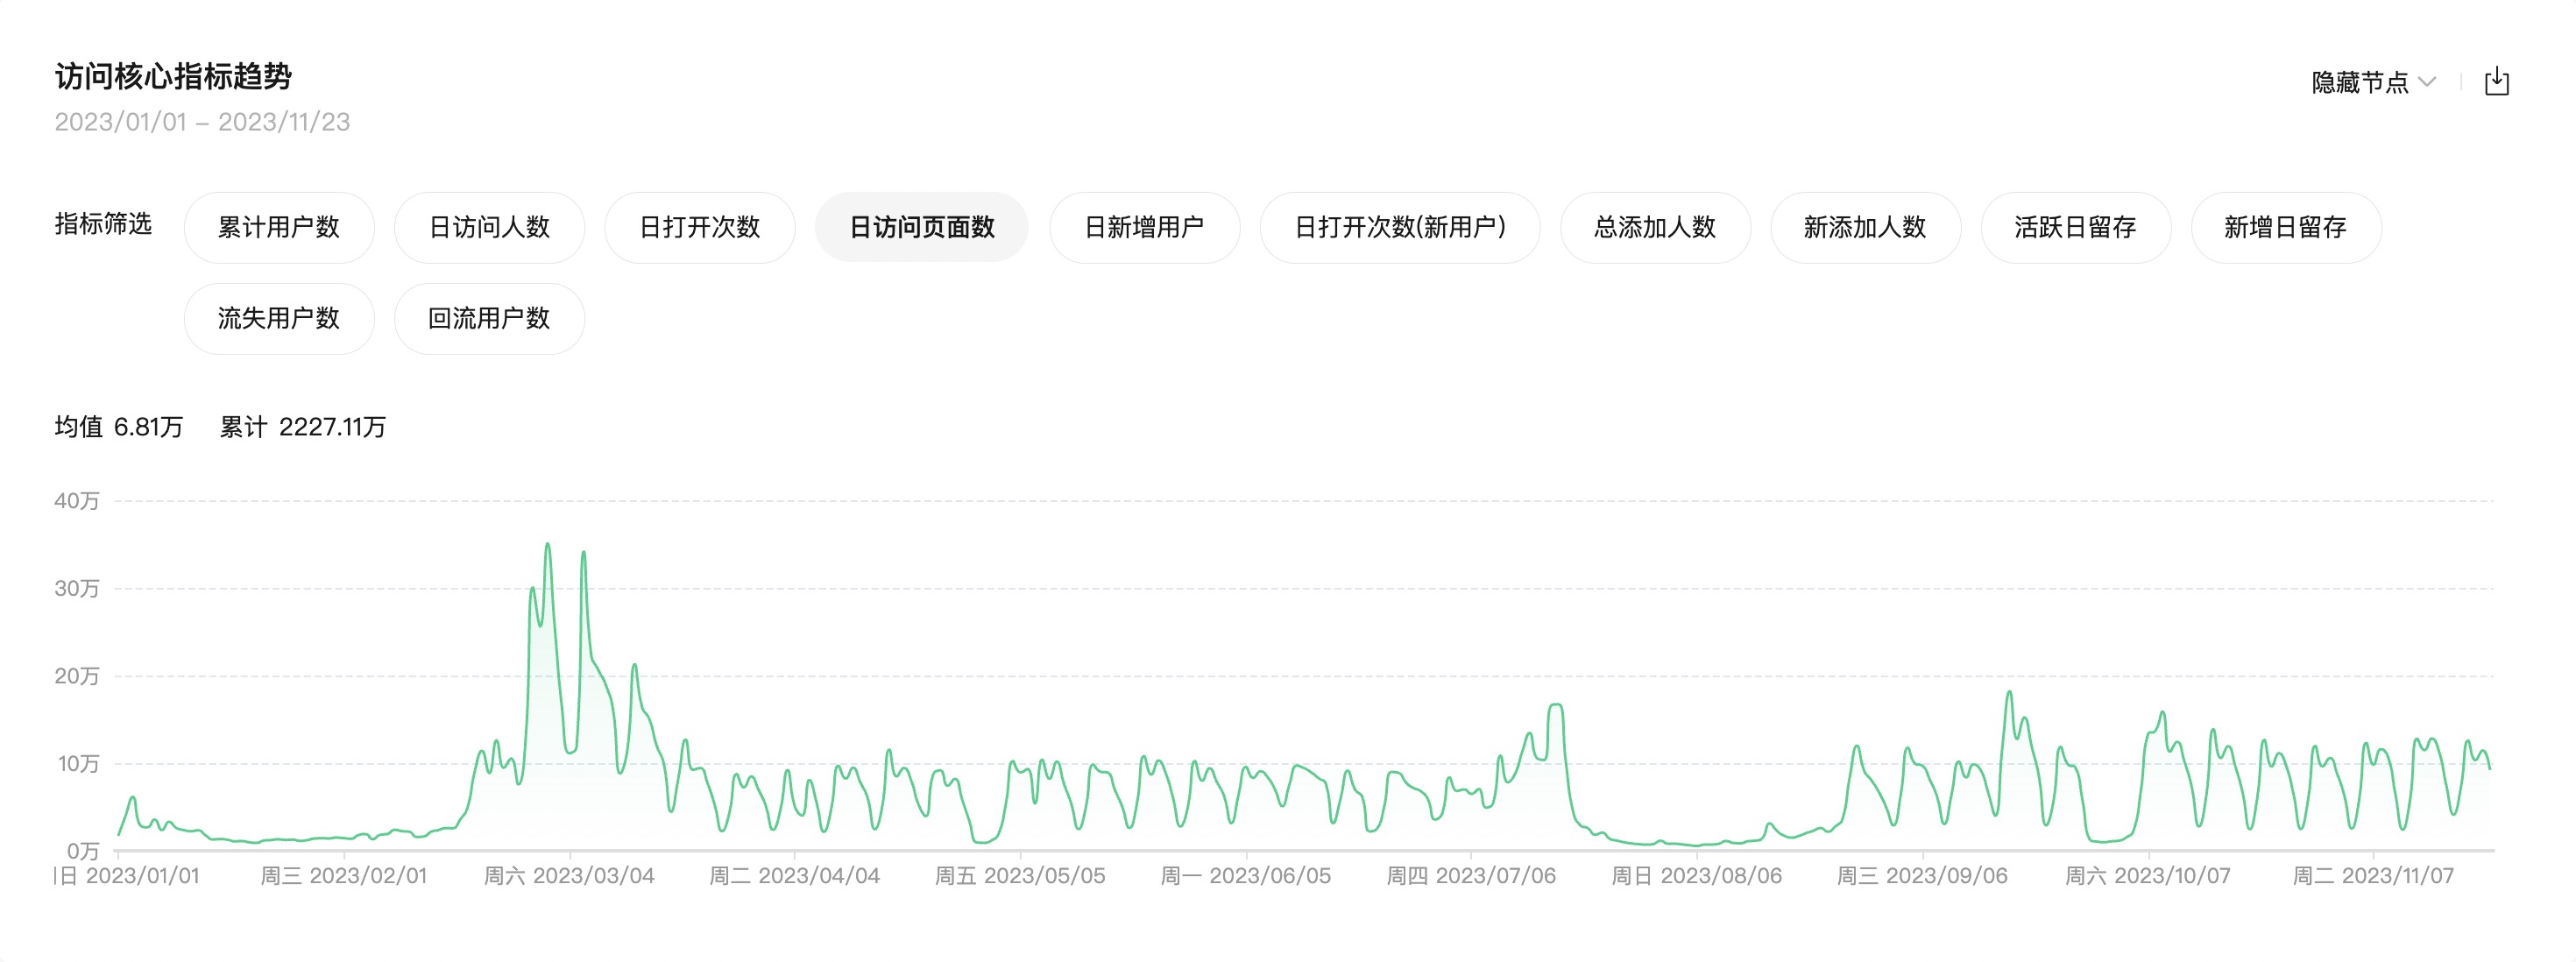 访问核心指标趋势
隐藏节点
2023/01/01 – 2023/11/23
指标筛选 累计用户数 日访问人数 日打开次数 日访问页面数 日新增用户 日打开次数(新用户) 总添加人数 新添加人数 活跃日留存 新增日留存
流失用户数 回流用户数
均值 6.81万 累计 2227.11万
40万
30万
20万
10万
0万
日 2023/01/01 周三 2023/02/01 周六 2023/03/04 周二 2023/04/04 周五 2023/05/05 周一 2023/06/05 周四 2023/07/06 周日 2023/08/06 周三 2023/09/06 周六 2023/10/07 周二 2023/11/07